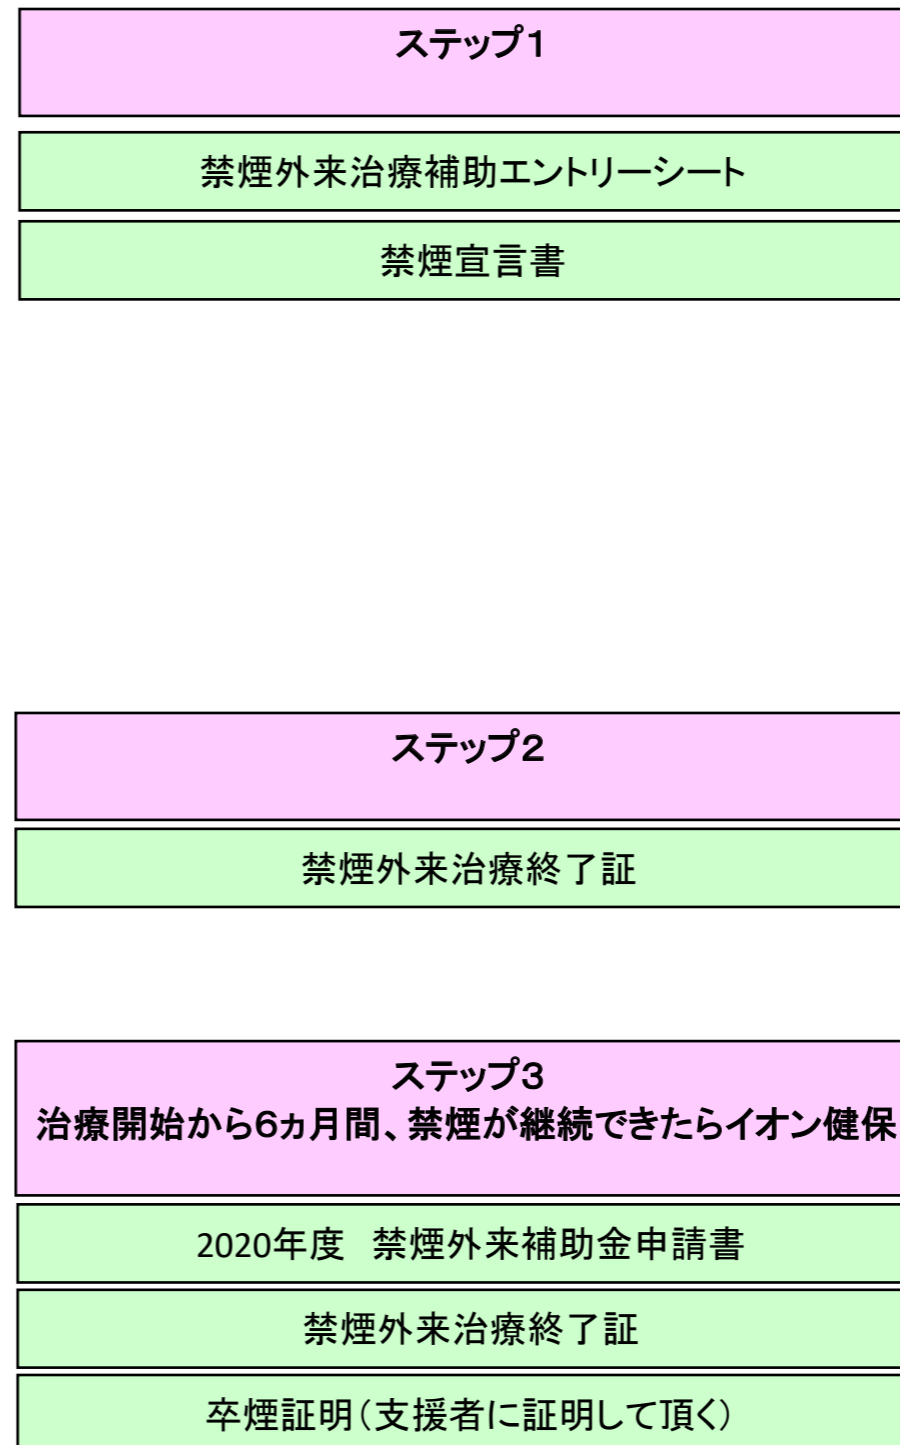 ステップ１
禁煙外来治療補助エントリーシート
禁煙宣言書
ステップ２
禁煙外来治療終了証
ステップ３
治療開始から６ヵ月間、禁煙が継続できたらイオン健保
2020年度　禁煙外来補助金申請書
禁煙外来治療終了証
卒煙証明（支援者に証明して頂く）